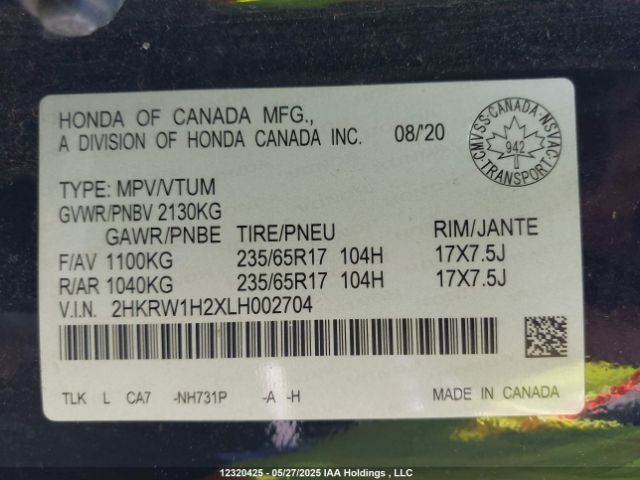 HONDA OF CANADA MFG.,
A DIVISION OF HONDA CANADA INC. 08/'20
CMVSS·CANADA·NSVAC·TRANSPORT·
942
TYPE: MPV/VTUM
GVWR/PNBV 2130KG
GAWR/PNBE TIRE/PNEU RIM/JANTE
F/AV 1100KG 235/65R17 104H 17X7.5J
R/AR 1040KG 235/65R17 104H 17X7.5J
V.I.N. 2HKRW1H2XLH002704
TLK L CA7 -NH731P -A -H MADE IN CANADA
12320425 - 05/27/2025 IAA Holdings , LLC